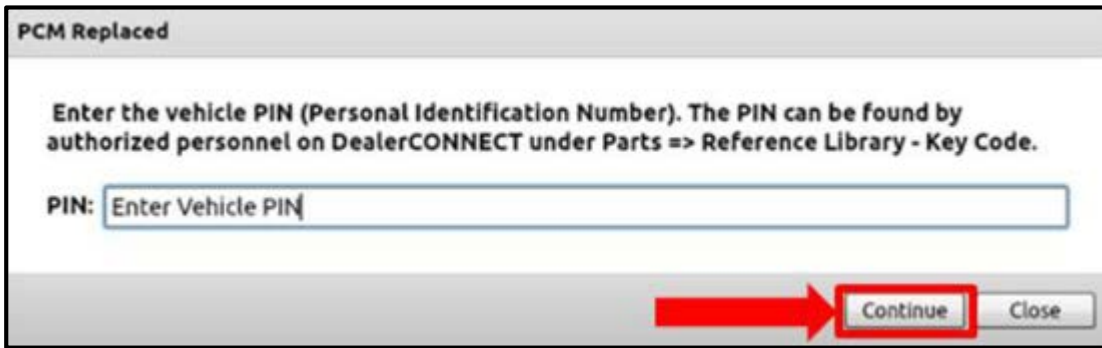 PCM Replaced
Enter the vehicle PIN (Personal Identification Number). The PIN can be found by
authorized personnel on DealerCONNECT under Parts => Reference Library - Key Code.
PIN: Enter Vehicle PIN
Continue Close